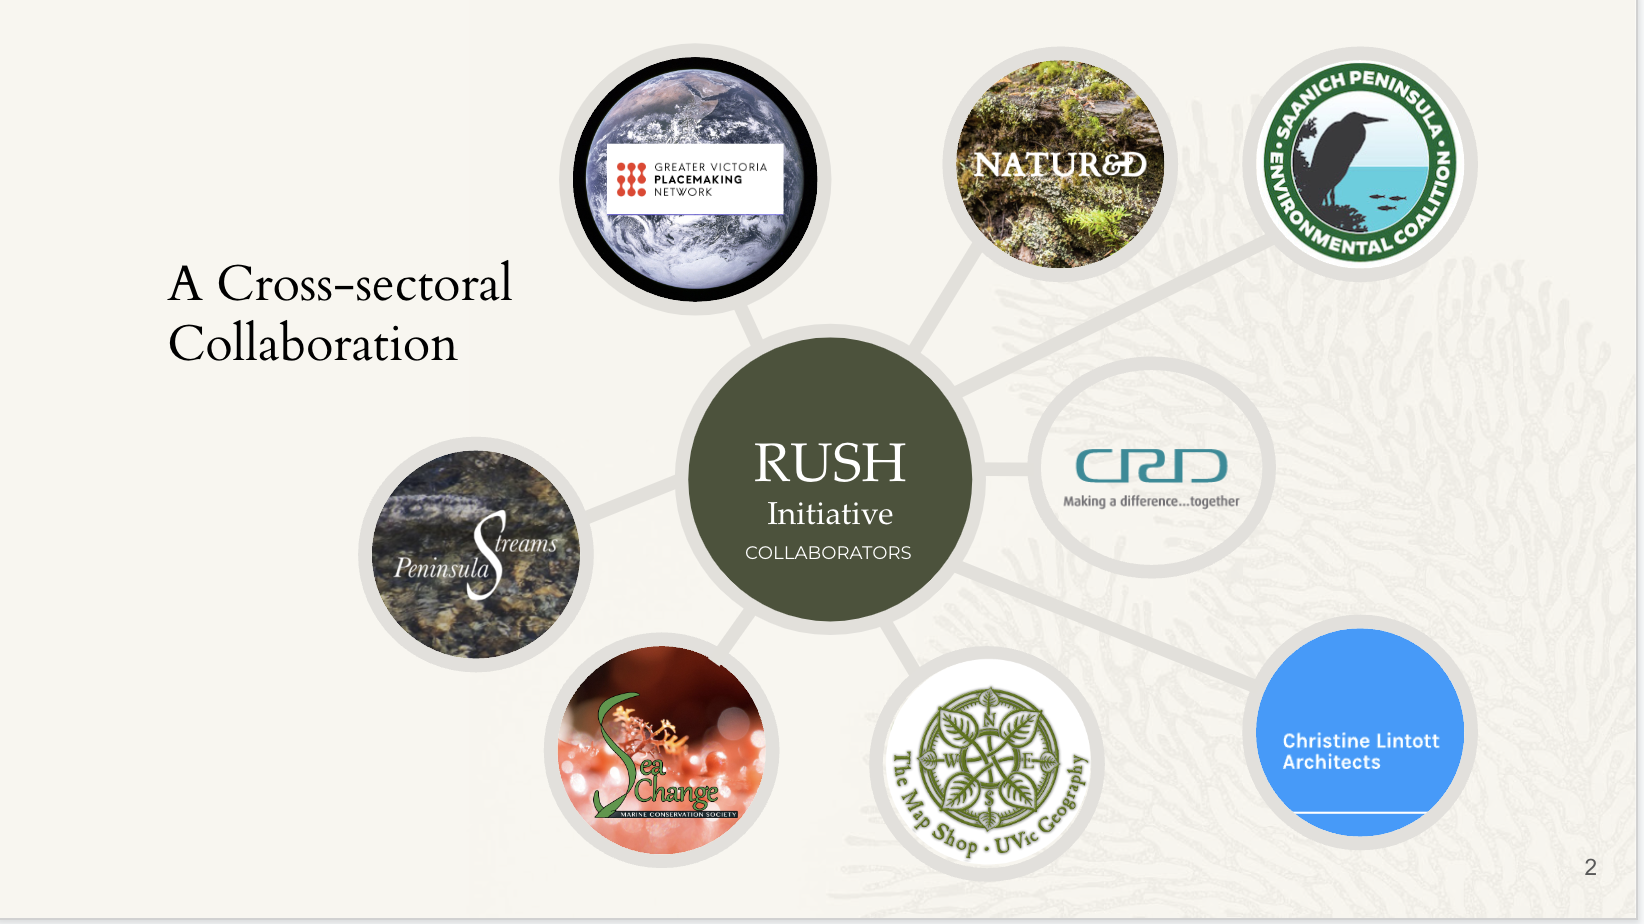 A Cross-sectoral
Collaboration
GREATER VICTORIA
PLACEMAKING
NETWORK
NATUR&D
• SAANICH PENINSULA •
ENVIRONMENTAL COALITION
RUSH
Initiative
COLLABORATORS
CRD
Making a difference...together
Peninsula Streams
Sea
Change
MARINE CONSERVATION SOCIETY
N
W E
S
The Map Shop • UVic Geography
Christine Lintott
Architects
2